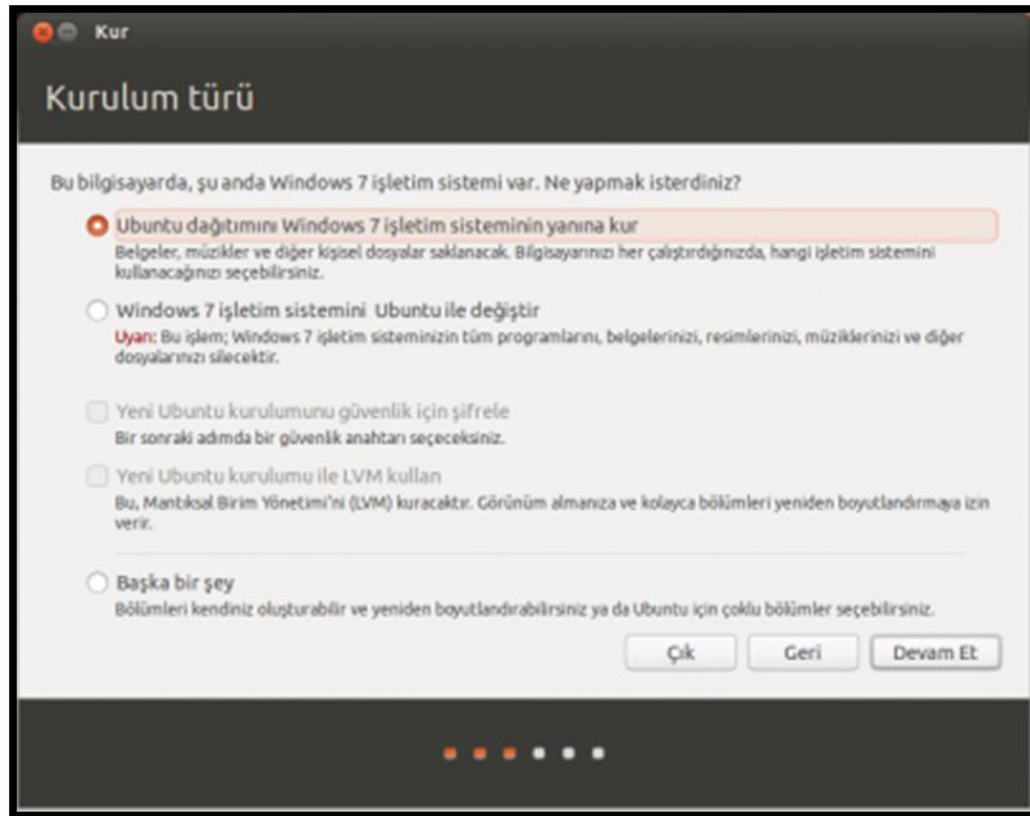 Kur
Kurulum türü
Bu bilgisayarda, şu anda Windows 7 işletim sistemi var. Ne yapmak isterdiniz?
Ubuntu dağıtımını Windows 7 işletim sisteminin yanına kur
Belgeler, müzikler ve diğer kişisel dosyalar saklanacak. Bilgisayarınızı her çalıştırdığınızda, hangi işletim sistemini
kullanacağınızı seçebilirsiniz.
Windows 7 işletim sistemini Ubuntu ile değiştir
Uyarı: Bu işlem; Windows 7 işletim sisteminizin tüm programlarını, belgelerinizi, resimlerinizi, müziklerinizi ve diğer
dosyalarınızı silecektir.
Yeni Ubuntu kurulumunu güvenlik için şifrele
Bir sonraki adımda bir güvenlik anahtarı seçeceksiniz.
Yeni Ubuntu kurulumu ile LVM kullan
Bu, Mantıksal Birim Yönetimi'ni (LVM) kuracaktır. Görünüm almanıza ve kolayca bölümleri yeniden boyutlandırmaya izin
verir.
Başka bir şey
Bölümleri kendiniz oluşturabilir ve yeniden boyutlandırabilirsiniz ya da Ubuntu için çoklu bölümler seçebilirsiniz.
Çık Geri Devam Et